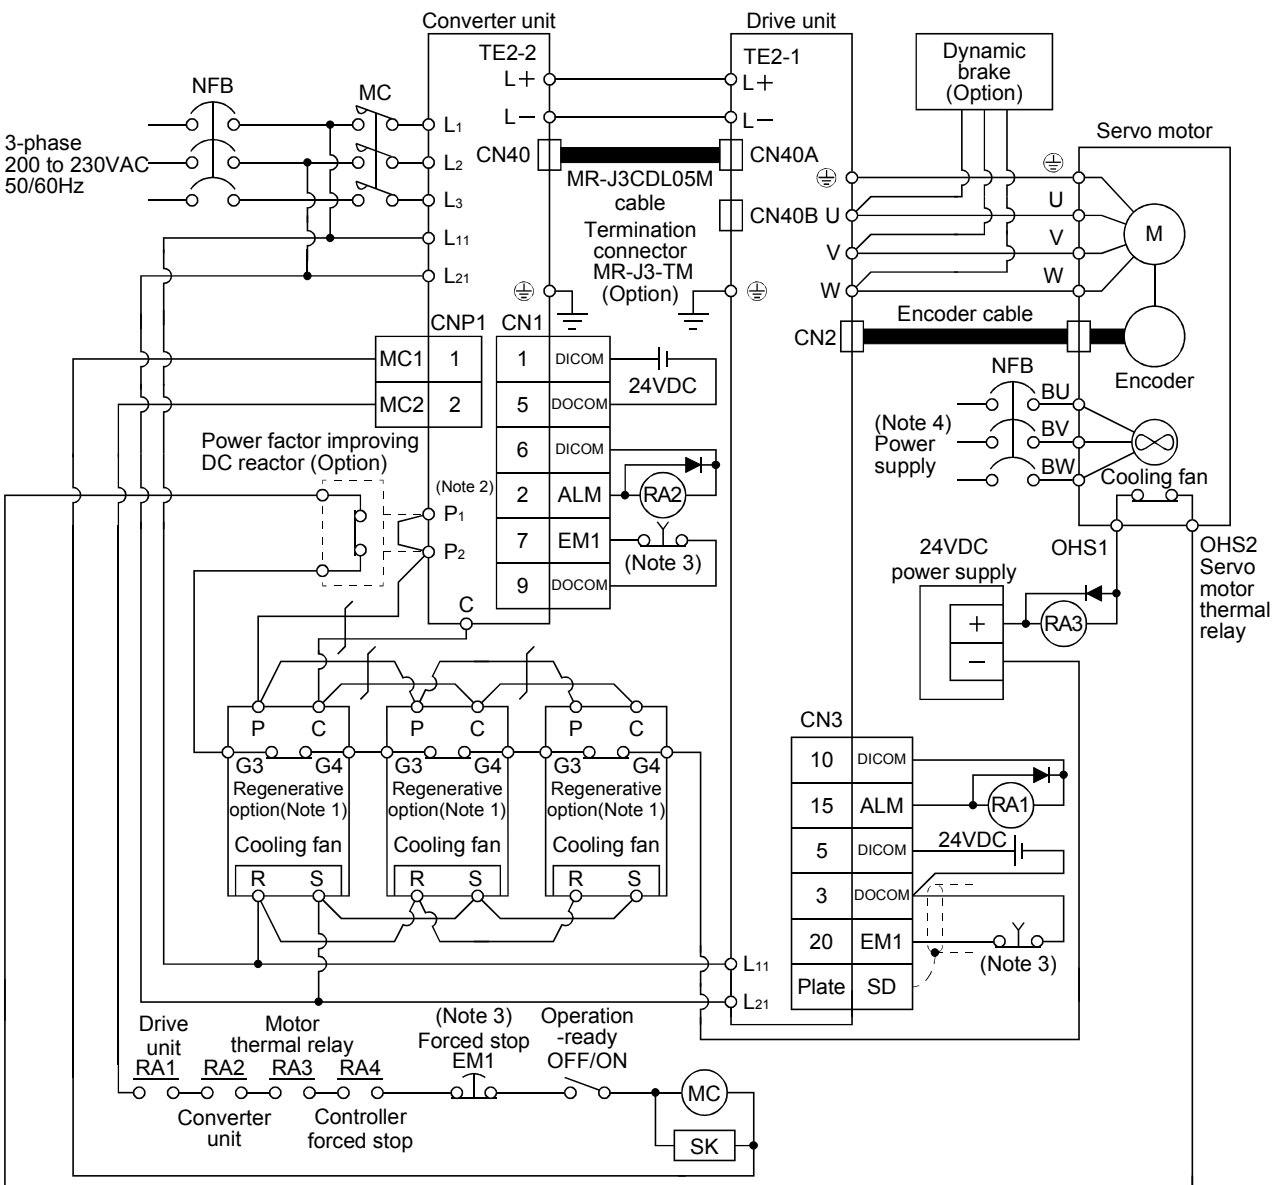 Converter unit
Drive unit
TE2-2
TE2-1
L+
L+
L−
L−
Dynamic
brake
(Option)
NFB
MC
3-phase
200 to 230VAC
50/60Hz
L1
L2
L3
L11
L21
CN40
CN40A
MR-J3CDL05M
cable
CN40B
Termination
connector
MR-J3-TM
(Option)
U
V
W
Servo motor
U
V
W
M
CN2
Encoder cable
Encoder
CNP1
CN1
MC1 1
MC2 2
1 DICOM
5 DOCOM
6 DICOM
2 ALM
7 EM1
9 DOCOM
24VDC
RA2
(Note 3)
NFB
(Note 4)
Power
supply
BU
BV
BW
Cooling fan
OHS1
OHS2
Servo
motor
thermal
relay
Power factor improving
DC reactor (Option)
(Note 2)
P1
P2
C
24VDC
power supply
+
−
RA3
P C
P C
P C
G3 G4
G3 G4
G3 G4
Regenerative
option(Note 1)
Regenerative
option(Note 1)
Regenerative
option(Note 1)
Cooling fan
Cooling fan
Cooling fan
R S
R S
R S
CN3
10 DICOM
15 ALM
5 DICOM
3 DOCOM
20 EM1
Plate SD
RA1
24VDC
(Note 3)
L11
L21
Drive
unit
RA1
RA2
Motor
thermal relay
RA3
RA4
(Note 3)
Forced stop
EM1
Operation
-ready
OFF/ON
Converter
unit
Controller
forced stop
MC
SK